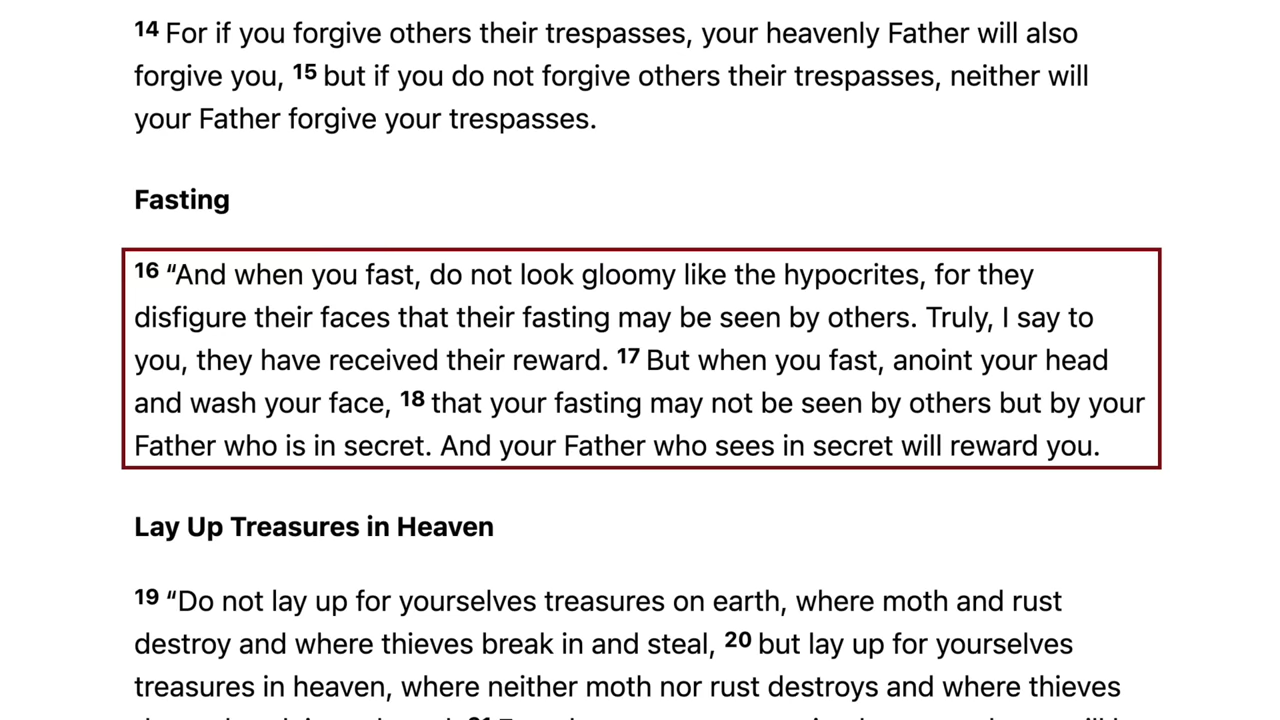 14 For if you forgive others their trespasses, your heavenly Father will also
forgive you, 15 but if you do not forgive others their trespasses, neither will
your Father forgive your trespasses.
Fasting
16 “And when you fast, do not look gloomy like the hypocrites, for they
disfigure their faces that their fasting may be seen by others. Truly, I say to
you, they have received their reward. 17 But when you fast, anoint your head
and wash your face, 18 that your fasting may not be seen by others but by your
Father who is in secret. And your Father who sees in secret will reward you.
Lay Up Treasures in Heaven
19 “Do not lay up for yourselves treasures on earth, where moth and rust
destroy and where thieves break in and steal, 20 but lay up for yourselves
treasures in heaven, where neither moth nor rust destroys and where thieves